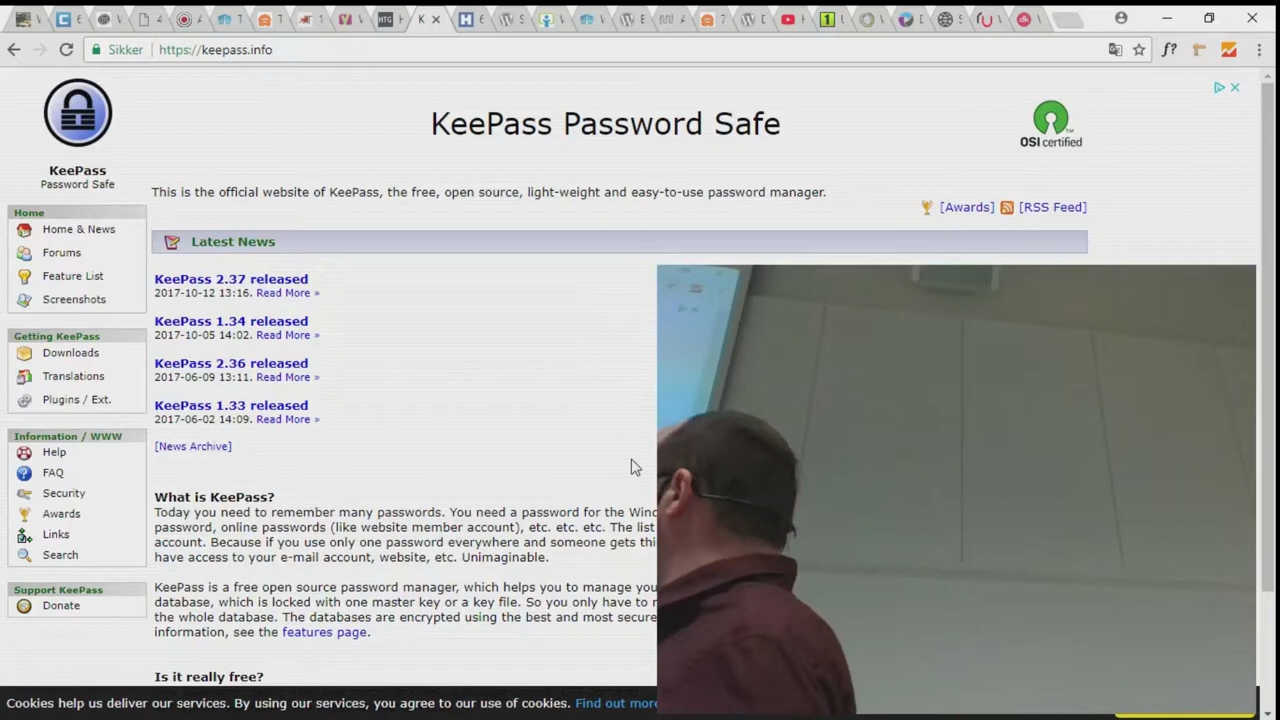 Sikker
https://keepass.info
KeePass
Password Safe
KeePass Password Safe
OSI certified
This is the official website of KeePass, the free, open source, light-weight and easy-to-use password manager.
[Awards] [RSS Feed]
Home
Home & News
Forums
Feature List
Screenshots
Getting KeePass
Downloads
Translations
Plugins / Ext.
Information / WWW
Help
FAQ
Security
Awards
Links
Search
Support KeePass
Donate
Latest News
KeePass 2.37 released
2017-10-12 13:16. Read More »
KeePass 1.34 released
2017-10-05 14:02. Read More »
KeePass 2.36 released
2017-06-09 13:11. Read More »
KeePass 1.33 released
2017-06-02 14:09. Read More »
[News Archive]
What is KeePass?
Today you need to remember many passwords. You need a password for the
password, online passwords (like website member account), etc. etc. etc. The list
account. Because if you use only one password everywhere and someone gets
have access to your e-mail account, website, etc. Unimaginable.
KeePass is a free open source password manager, which helps you to manage
database, which is locked with one master key or a key file. So you only have to
the whole database. The databases are encrypted using the best and most secure
information, see the features page.
Is it really free?
Cookies help us deliver our services. By using our services, you agree to our use of cookies. Find out more